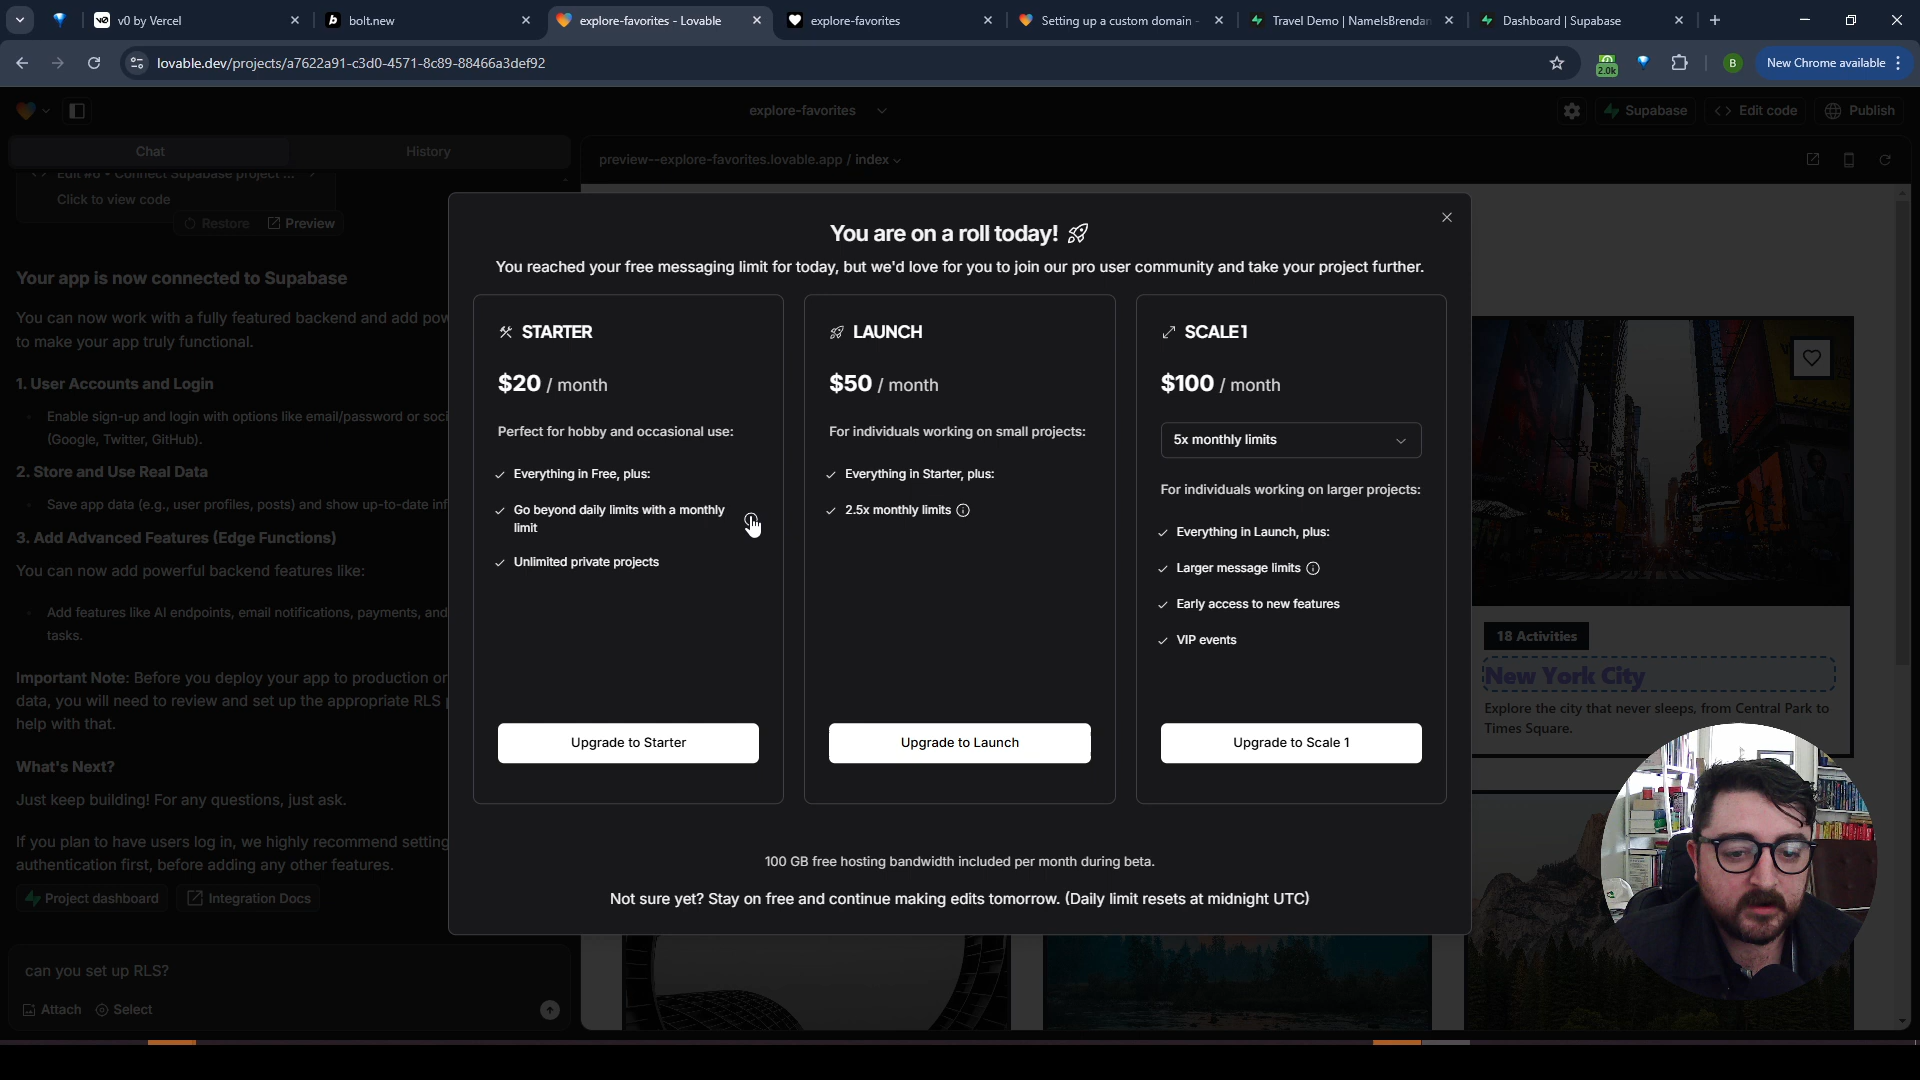 v0 by Vercel
bolt.new
explore-favorites - Lovable
explore-favorites
Setting up a custom domain -
Travel Demo | NameIsBrendan
Dashboard | Supabase
lovable.dev/projects/a7622a91-c3d0-4571-8c89-88466a3def92
2.0k
B
New Chrome available
explore-favorites
Supabase
Edit code
Publish
Chat
History
preview--explore-favorites.lovable.app / index
Edit #6 • Connect Supabase project ...
Click to view code
Restore
Preview
Your app is now connected to Supabase
You can now work with a fully featured backend and add pow
to make your app truly functional.
1. User Accounts and Login
Enable sign-up and login with options like email/password or soci
(Google, Twitter, GitHub).
2. Store and Use Real Data
Save app data (e.g., user profiles, posts) and show up-to-date inf
3. Add Advanced Features (Edge Functions)
You can now add powerful backend features like:
Add features like AI endpoints, email notifications, payments, and
tasks.
Important Note: Before you deploy your app to production or
data, you will need to review and set up the appropriate RLS
help with that.
What's Next?
Just keep building! For any questions, just ask.
If you plan to have users log in, we highly recommend setting
authentication first, before adding any other features.
Project dashboard
Integration Docs
can you set up RLS?
Attach
Select
You are on a roll today!
You reached your free messaging limit for today, but we'd love for you to join our pro user community and take your project further.
STARTER
$20 / month
Perfect for hobby and occasional use:
Everything in Free, plus:
Go beyond daily limits with a monthly
limit
Unlimited private projects
Upgrade to Starter
LAUNCH
$50 / month
For individuals working on small projects:
Everything in Starter, plus:
2.5x monthly limits
Upgrade to Launch
SCALE 1
$100 / month
5x monthly limits
For individuals working on larger projects:
Everything in Launch, plus:
Larger message limits
Early access to new features
VIP events
Upgrade to Scale 1
100 GB free hosting bandwidth included per month during beta.
Not sure yet? Stay on free and continue making edits tomorrow. (Daily limit resets at midnight UTC)
18 Activities
New York City
Explore the city that never sleeps, from Central Park to
Times Square.